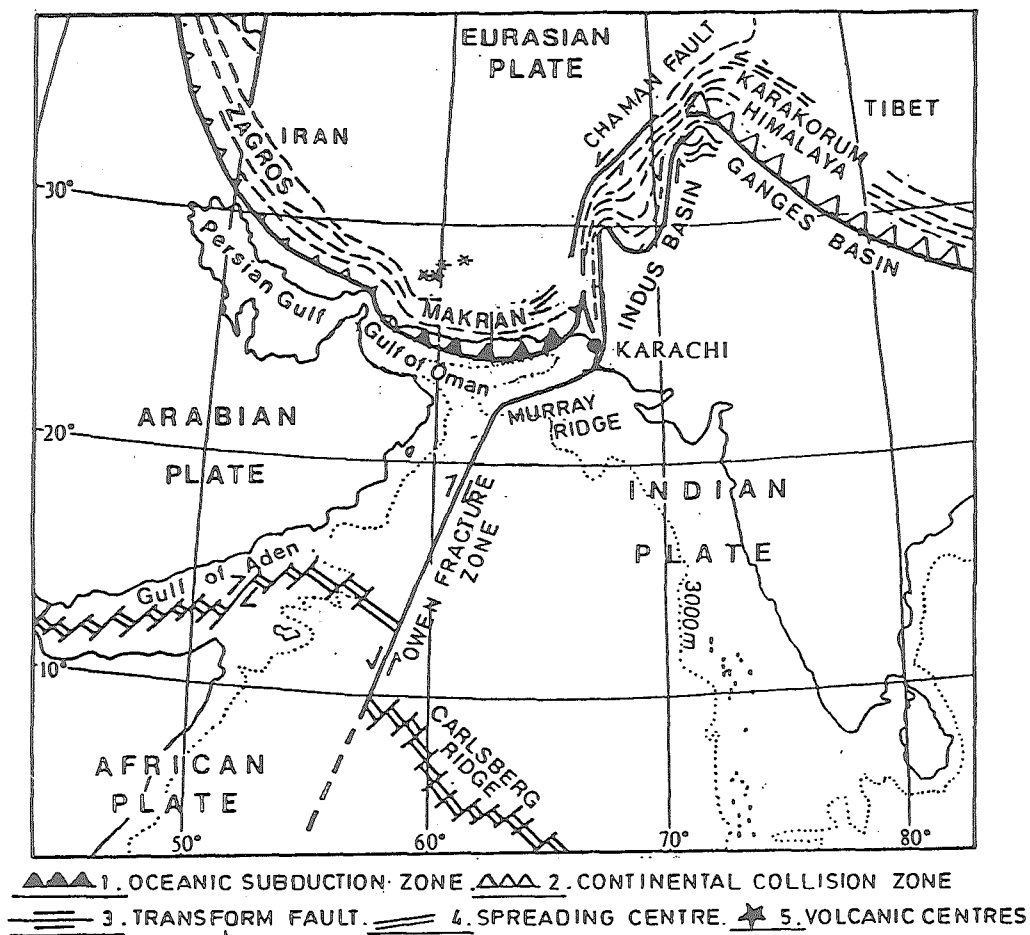 EURASIAN
PLATE
CHAMAN FAULT
KARAKORUM
HIMALAYA
TIBET
ZAGROS
IRAN
30°
GANGES BASIN
INDUS BASIN
Persian Gulf
MAKRAN
Gulf of Oman
KARACHI
ARABIAN
PLATE
MURRAY
RIDGE
20°
INDIAN
PLATE
OWEN FRACTURE
ZONE
Gulf of Aden
3000m
10°
CARLSBERG
RIDGE
AFRICAN
PLATE
50°
60°
70°
80°
1. OCEANIC SUBDUCTION ZONE. 2. CONTINENTAL COLLISION ZONE
3. TRANSFORM FAULT. 4. SPREADING CENTRE. 5. VOLCANIC CENTRES